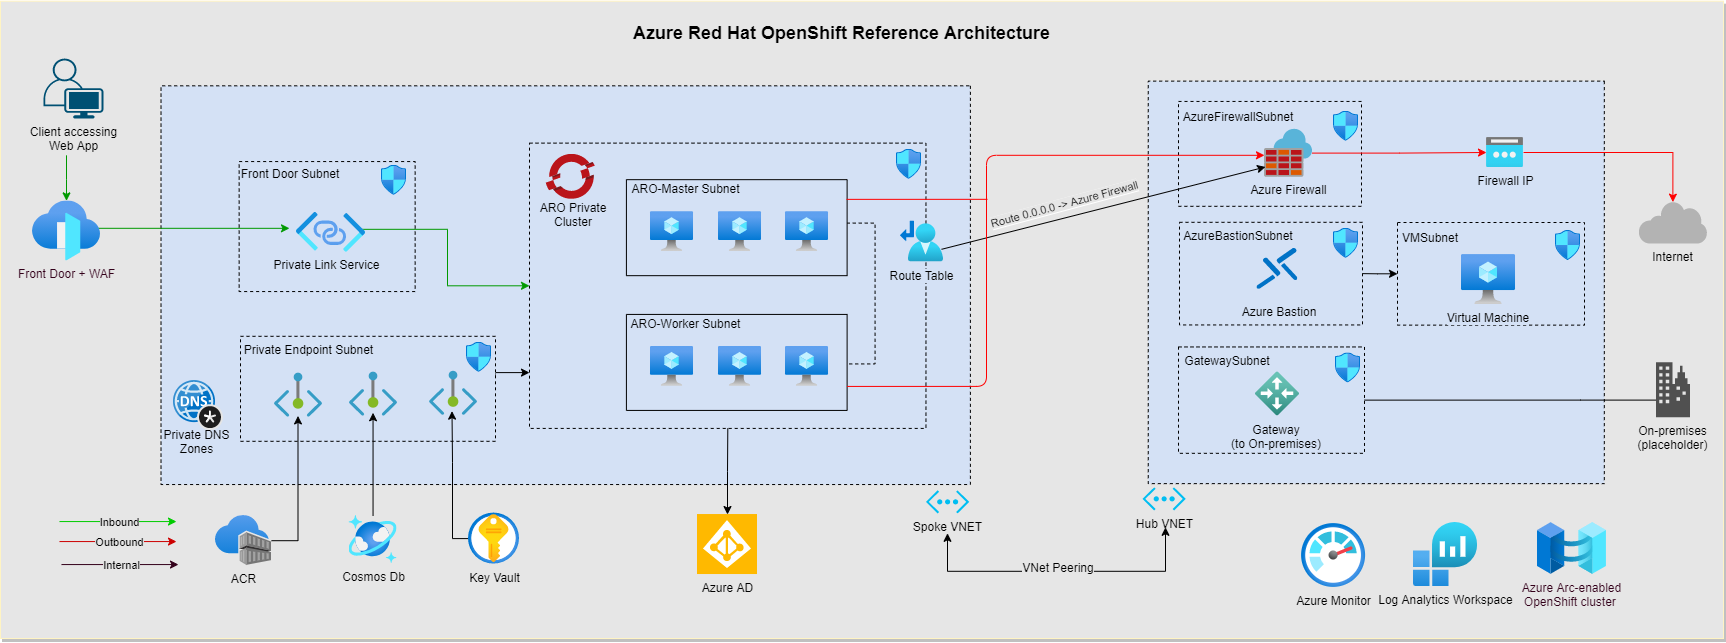 Azure Red Hat OpenShift Reference Architecture
Client accessing
Web App
Front Door + WAF
Front Door Subnet
Private Link Service
Private Endpoint Subnet
DNS
Private DNS
Zones
ARO Private
Cluster
ARO-Master Subnet
ARO-Worker Subnet
Route Table
Route 0.0.0.0 -> Azure Firewall
AzureFirewallSubnet
Azure Firewall
Firewall IP
Internet
AzureBastionSubnet
Azure Bastion
VMSubnet
Virtual Machine
GatewaySubnet
Gateway
(to On-premises)
On-premises
(placeholder)
Inbound
Outbound
Internal
ACR
Cosmos Db
Key Vault
Azure AD
Spoke VNET
Hub VNET
VNet Peering
Azure Monitor
Log Analytics Workspace
Azure Arc-enabled
OpenShift cluster